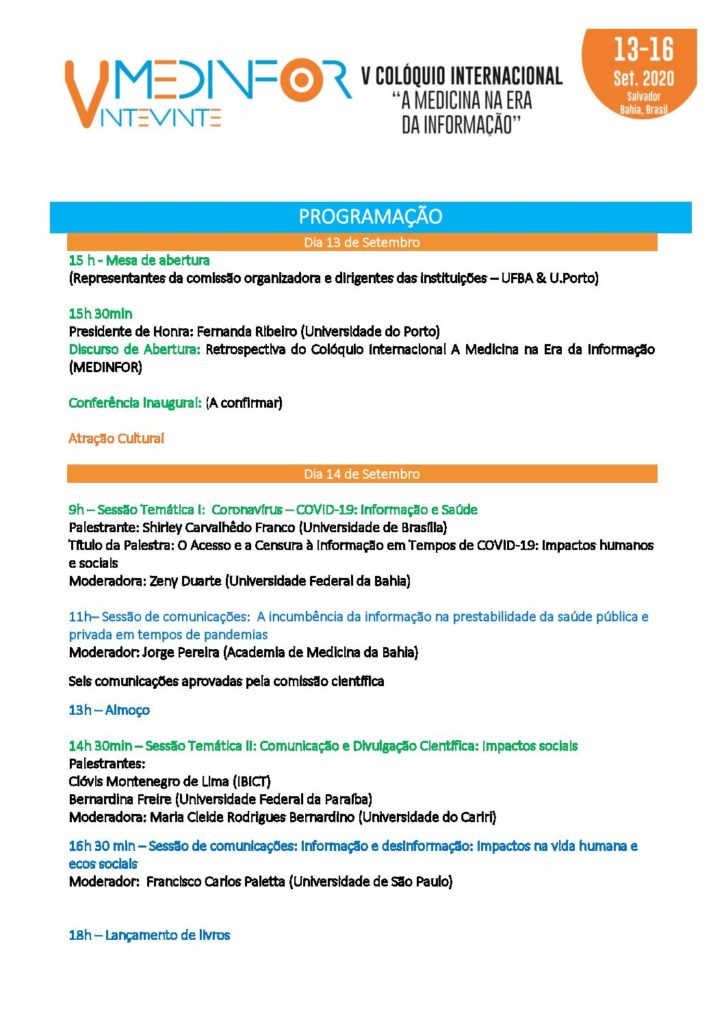 V MEDINFOR
VINTEVINTE
V COLÓQUIO INTERNACIONAL
“A MEDICINA NA ERA
DA INFORMAÇÃO”
13-16
Set. 2020
Salvador
Bahia, Brasil
PROGRAMAÇÃO
Dia 13 de Setembro
15 h - Mesa de abertura
(Representantes da comissão organizadora e dirigentes das instituições – UFBA & U.Porto)
15h 30min
Presidente de Honra: Fernanda Ribeiro (Universidade do Porto)
Discurso de Abertura: Retrospectiva do Colóquio Internacional A Medicina na Era da Informação
(MEDINFOR)
Conferência Inaugural: (A confirmar)
Atração Cultural
Dia 14 de Setembro
9h – Sessão Temática I: Coronavírus – COVID-19: Informação e Saúde
Palestrante: Shirley Carvalhêdo Franco (Universidade de Brasília)
Título da Palestra: O Acesso e a Censura à Informação em Tempos de COVID-19: Impactos humanos
e sociais
Moderadora: Zeny Duarte (Universidade Federal da Bahia)
11h– Sessão de comunicações: A incumbência da informação na prestabilidade da saúde pública e
privada em tempos de pandemias
Moderador: Jorge Pereira (Academia de Medicina da Bahia)
Seis comunicações aprovadas pela comissão científica
13h – Almoço
14h 30min – Sessão Temática II: Comunicação e Divulgação Científica: Impactos sociais
Palestrantes:
Clóvis Montenegro de Lima (IBICT)
Bernardina Freire (Universidade Federal da Paraíba)
Moderadora: Maria Cleide Rodrigues Bernardino (Universidade do Cariri)
16h 30 min – Sessão de comunicações: Informação e desinformação: Impactos na vida humana e
ecos sociais
Moderador: Francisco Carlos Paletta (Universidade de São Paulo)
18h – Lançamento de livros